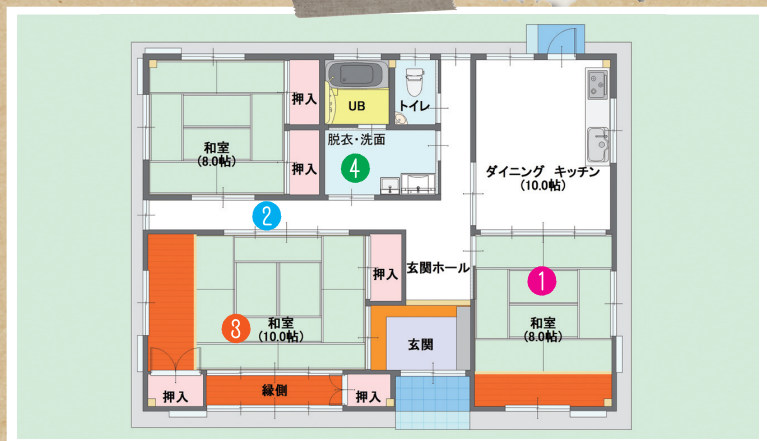 押入
UB
トイレ
和室
(8.0帖)
脱衣・洗面
押入
4
ダイニング キッチン
(10.0帖)
2
押入
玄関ホール
1
3
和室
(10.0帖)
玄関
和室
(8.0帖)
押入
縁側
押入